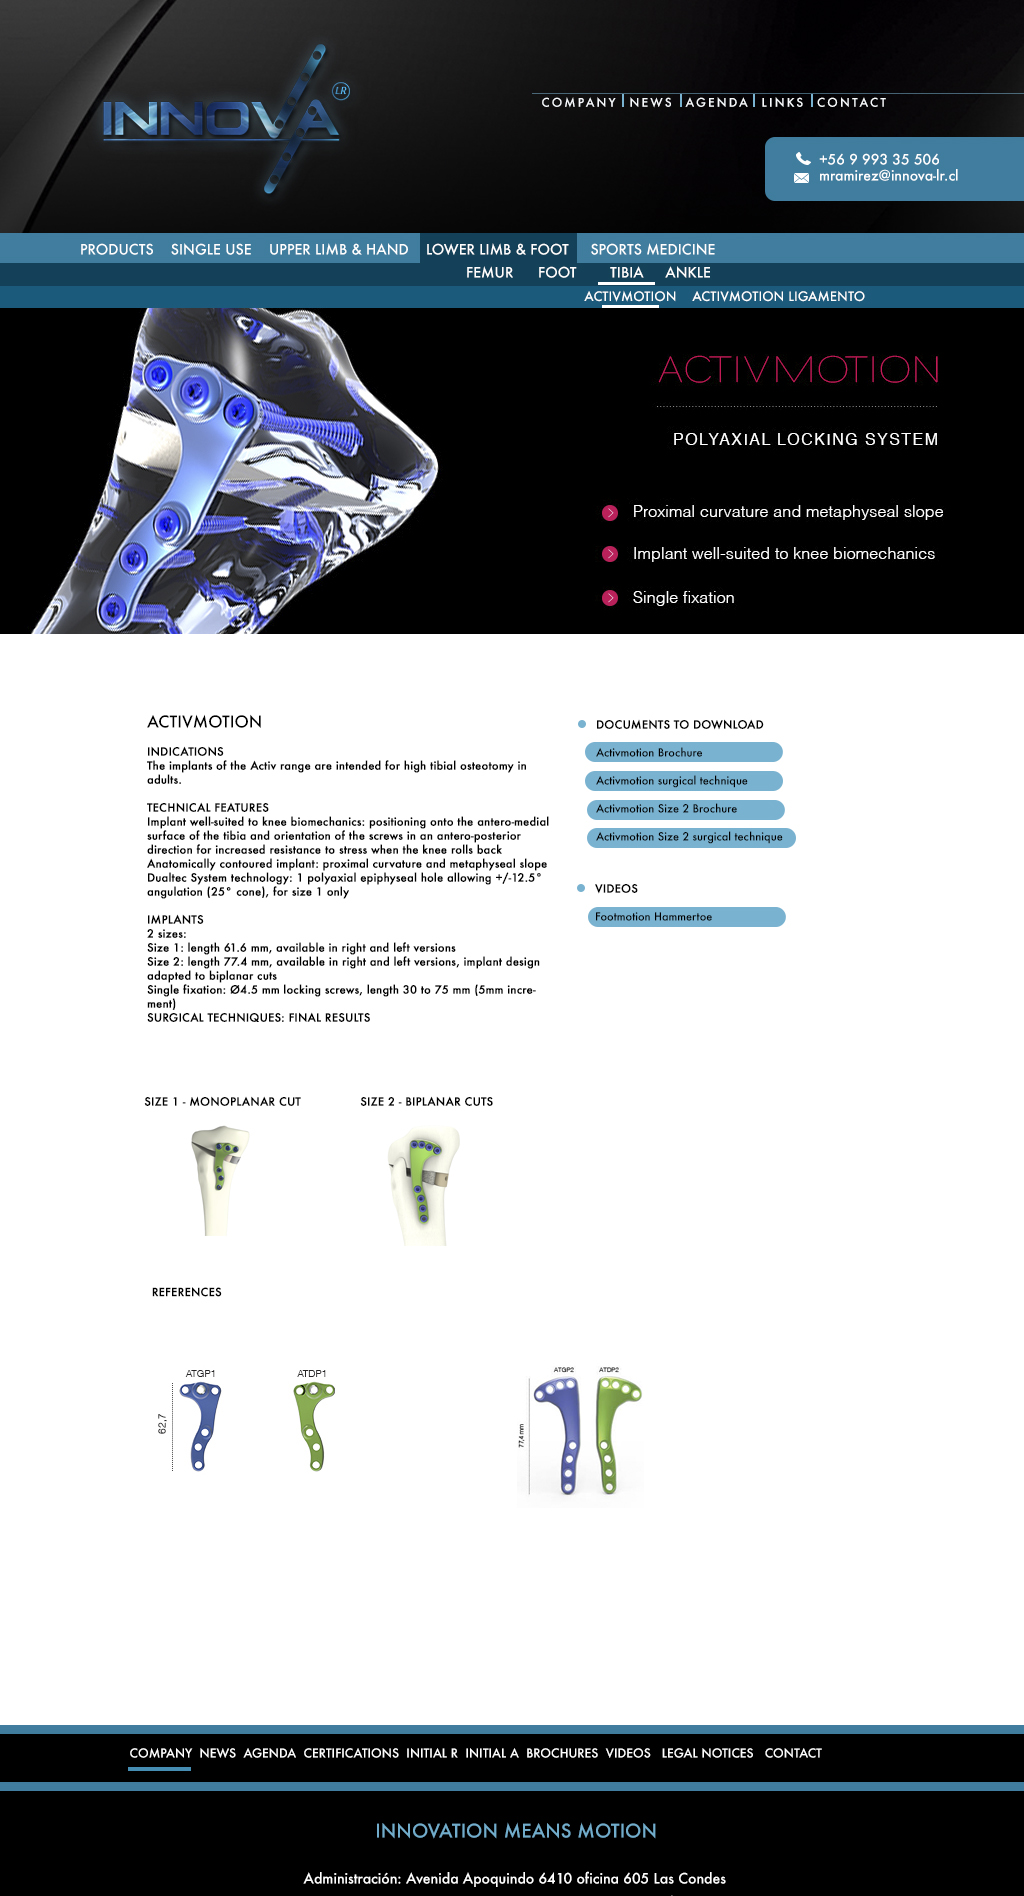 INNOVA LR
COMPANY NEWS AGENDA LINKS CONTACT
+56 9 993 35 506
mramirez@innova-lr.cl
PRODUCTS SINGLE USE UPPER LIMB & HAND LOWER LIMB & FOOT SPORTS MEDICINE
FEMUR FOOT TIBIA ANKLE
ACTIVMOTION ACTIVMOTION LIGAMENTO
ACTIVMOTION
POLYAXIAL LOCKING SYSTEM
Proximal curvature and metaphyseal slope
Implant well-suited to knee biomechanics
Single fixation
ACTIVMOTION
INDICATIONS
The implants of the Activ range are intended for high tibial osteotomy in
adults.
TECHNICAL FEATURES
Implant well-suited to knee biomechanics: positioning onto the antero-medial
surface of the tibia and orientation of the screws in an antero-posterior
direction for increased resistance to stress when the knee rolls back
Anatomically contoured implant: proximal curvature and metaphyseal slope
Dualtec System technology: 1 polyaxial epiphyseal hole allowing +/-12.5°
angulation (25° cone), for size 1 only
IMPLANTS
2 sizes:
Size 1: length 61.6 mm, available in right and left versions
Size 2: length 77.4 mm, available in right and left versions, implant design
adapted to biplanar cuts
Single fixation: Ø4.5 mm locking screws, length 30 to 75 mm (5mm incre-
ment)
SURGICAL TECHNIQUES: FINAL RESULTS
DOCUMENTS TO DOWNLOAD
Activmotion Brochure
Activmotion surgical technique
Activmotion Size 2 Brochure
Activmotion Size 2 surgical technique
VIDEOS
Footmotion Hammertoe
SIZE 1 - MONOPLANAR CUT SIZE 2 - BIPLANAR CUTS
REFERENCES
ATGP1 ATDP1 ATGP2 ATDP2
62,7
77,4 mm
COMPANY NEWS AGENDA CERTIFICATIONS INITIAL R INITIAL A BROCHURES VIDEOS LEGAL NOTICES CONTACT
INNOVATION MEANS MOTION
Administración: Avenida Apoquindo 6410 oficina 605 Las Condes